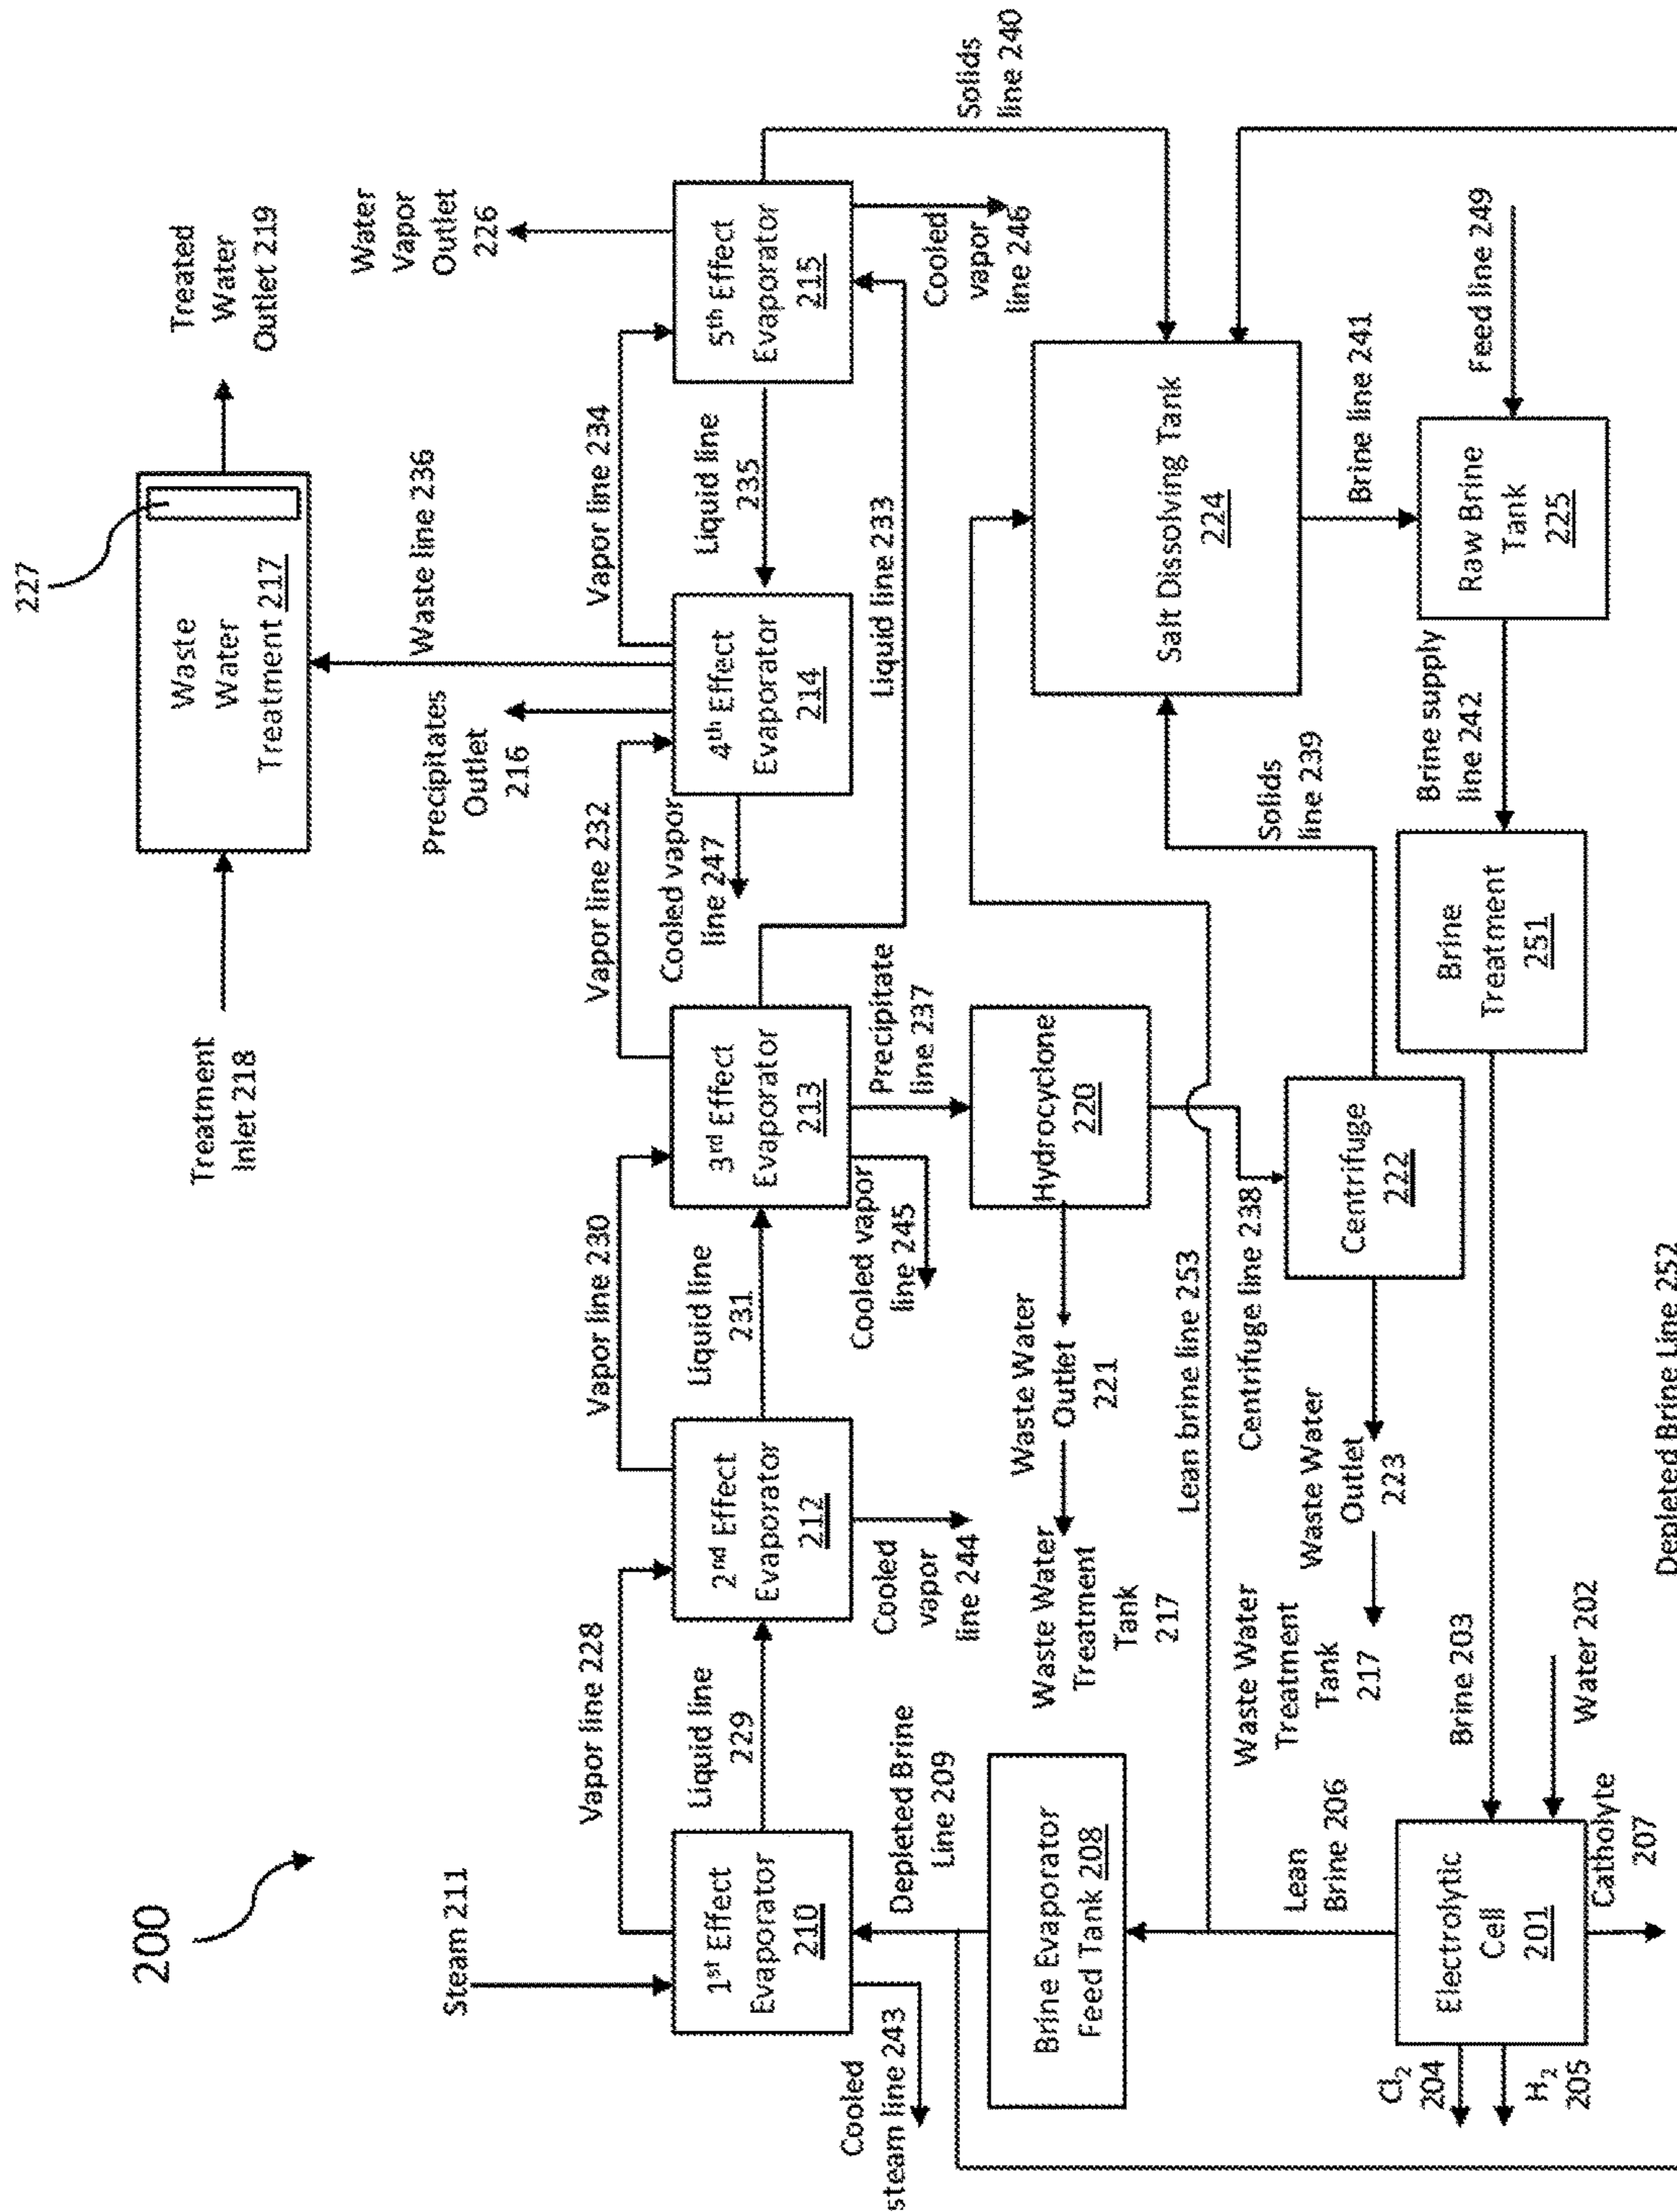 200
227
Treatment
Inlet 218
Waste
Water
Treatment 217
Treated
Water
Outlet 219
Steam 211
Precipitates
Outlet
216
Waste line 236
Water
Vapor
Outlet
226
Vapor line 228
Vapor line 230
Vapor line 232
Vapor line 234
1st Effect
Evaporator
210
Liquid line
229
2nd Effect
Evaporator
212
Liquid line
231
3rd Effect
Evaporator
213
Cooled vapor
line 247
4th Effect
Evaporator
214
Liquid line
235
5th Effect
Evaporator
215
Cooled
steam line 243
Depleted Brine
Line 209
Cooled
vapor
line 244
Cooled vapor
line 245
Precipitate
line 237
Liquid line 233
Cooled
vapor
line 246
Solids
line 240
Brine Evaporator
Feed Tank 208
Waste Water
Treatment
Tank
217
Waste Water
Outlet
221
Hydrocyclone
220
Salt Dissolving Tank
224
Lean brine line 253
Centrifuge line 238
Solids
line 239
Lean
Brine 206
Waste Water
Treatment
Tank
217
Waste Water
Outlet
223
Centrifuge
222
Brine line 241
Cl2
204
H2
205
Electrolytic
Cell
201
Catholyte
207
Brine 203
Water 202
Brine
Treatment
251
Brine supply
line 242
Raw Brine
Tank
225
Feed line 249
Depleted Brine Line 252